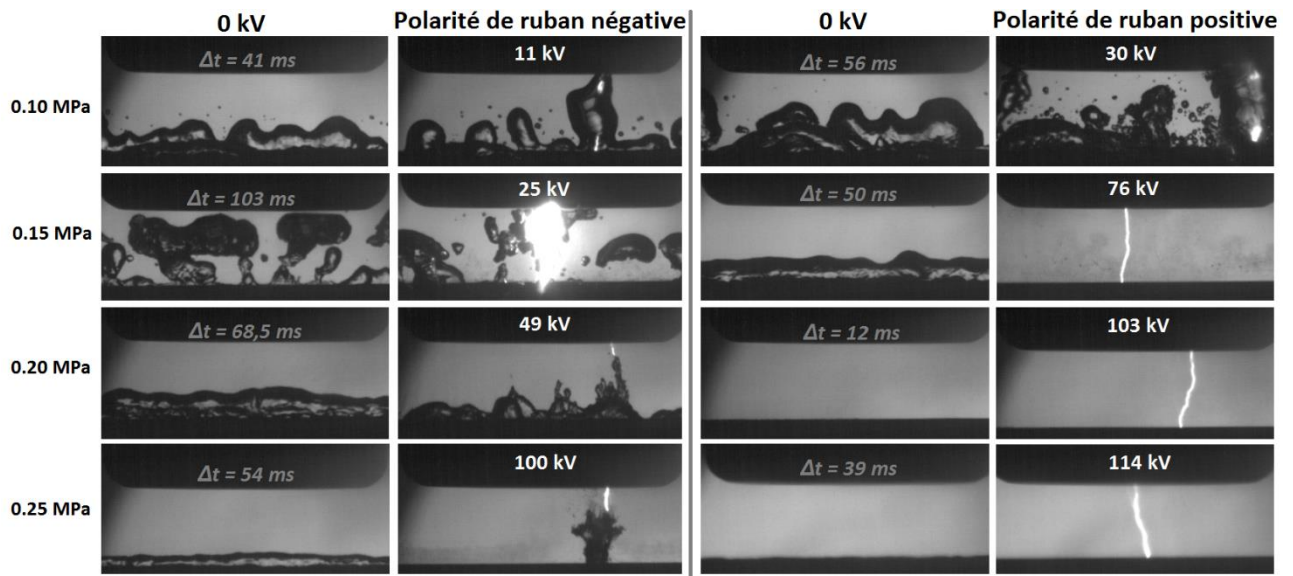 0 kV Polarité de ruban négative 0 kV Polarité de ruban positive
0.10 MPa Δt = 41 ms 11 kV Δt = 56 ms 30 kV
0.15 MPa Δt = 103 ms 25 kV Δt = 50 ms 76 kV
0.20 MPa Δt = 68,5 ms 49 kV Δt = 12 ms 103 kV
0.25 MPa Δt = 54 ms 100 kV Δt = 39 ms 114 kV